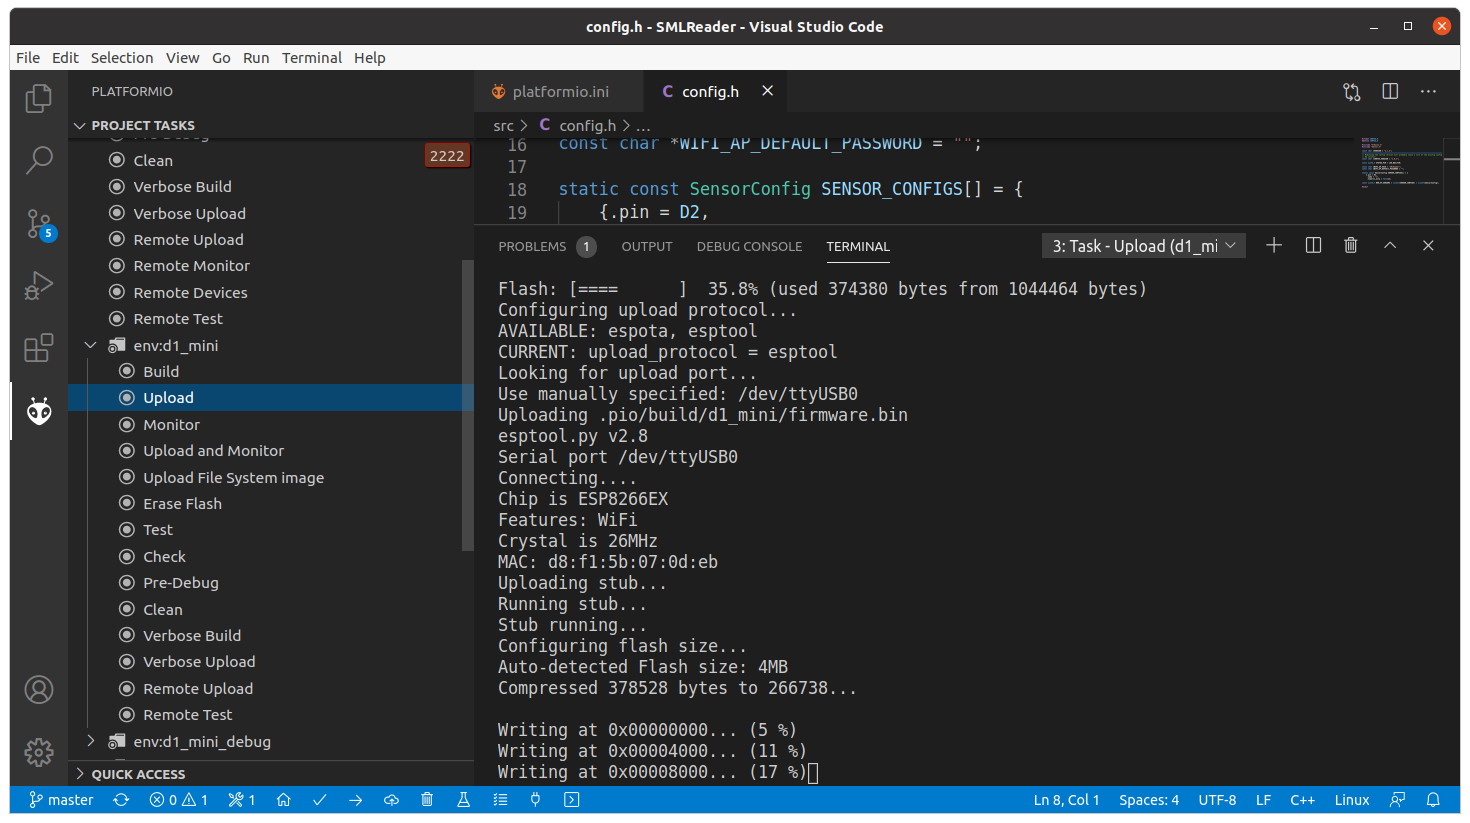 config.h - SMLReader - Visual Studio Code
File Edit Selection View Go Run Terminal Help
PLATFORMIO
PROJECT TASKS
Clean
2222
Verbose Build
Verbose Upload
Remote Upload
Remote Monitor
Remote Devices
Remote Test
env:d1_mini
Build
Upload
Monitor
Upload and Monitor
Upload File System image
Erase Flash
Test
Check
Pre-Debug
Clean
Verbose Build
Verbose Upload
Remote Upload
Remote Test
env:d1_mini_debug
QUICK ACCESS
5
platformio.ini
C config.h
src > C config.h > ...
16 const char *WIFI_AP_DEFAULT_PASSWORD = "";
17
18 static const SensorConfig SENSOR_CONFIGS[] = {
19 {.pin = D2,
PROBLEMS 1 OUTPUT DEBUG CONSOLE TERMINAL 3: Task - Upload (d1_mi
Flash: [====      ]  35.8% (used 374380 bytes from 1044464 bytes)
Configuring upload protocol...
AVAILABLE: espota, esptool
CURRENT: upload_protocol = esptool
Looking for upload port...
Use manually specified: /dev/ttyUSB0
Uploading .pio/build/d1_mini/firmware.bin
esptool.py v2.8
Serial port /dev/ttyUSB0
Connecting....
Chip is ESP8266EX
Features: WiFi
Crystal is 26MHz
MAC: d8:f1:5b:07:0d:eb
Uploading stub...
Running stub...
Stub running...
Configuring flash size...
Auto-detected Flash size: 4MB
Compressed 378528 bytes to 266738...
Writing at 0x00000000... (5 %)
Writing at 0x00004000... (11 %)
Writing at 0x00008000... (17 %)
master 0 1 1 Ln 8, Col 1 Spaces: 4 UTF-8 LF C++ Linux